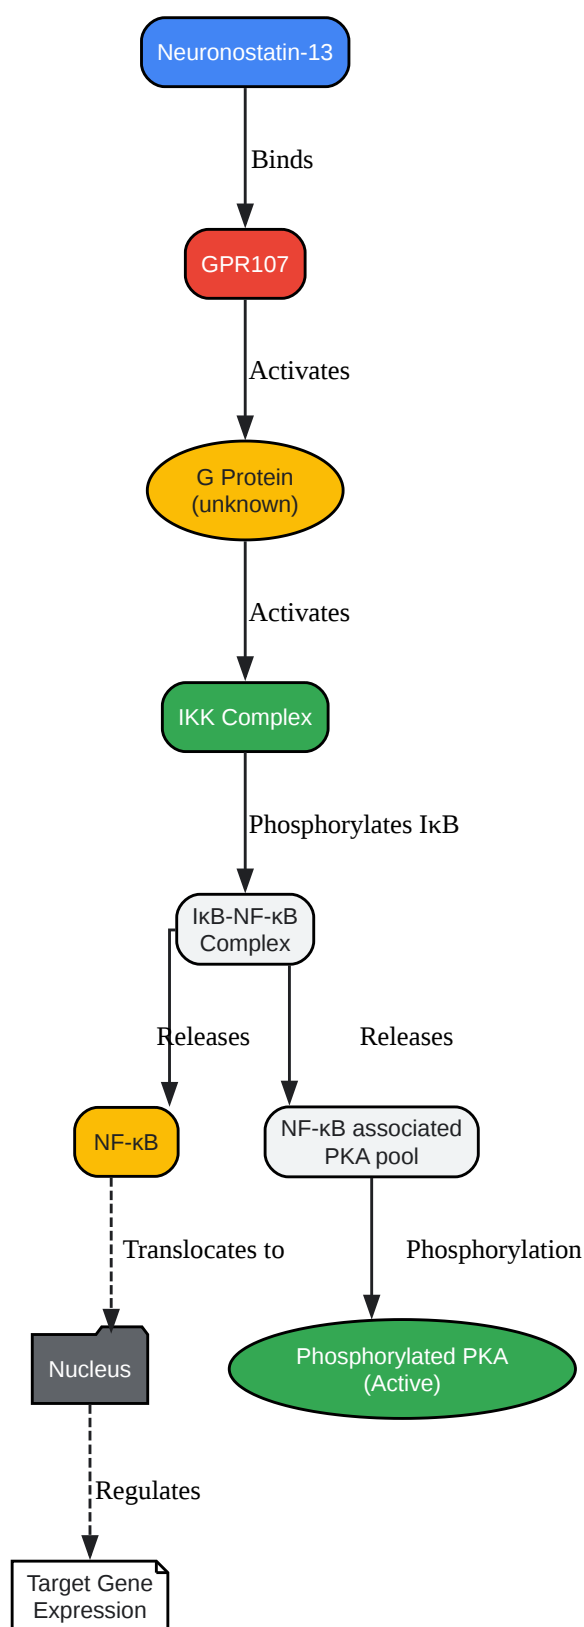 Neuronostatin-13
Binds
GPR107
Activates
G Protein
(unknown)
Activates
IKK Complex
Phosphorylates IκB
IκB-NF-κB
Complex
Releases
Releases
NF-κB
NF-κB associated
PKA pool
Translocates to
Phosphorylation
Nucleus
Phosphorylated PKA
(Active)
Regulates
Target Gene
Expression